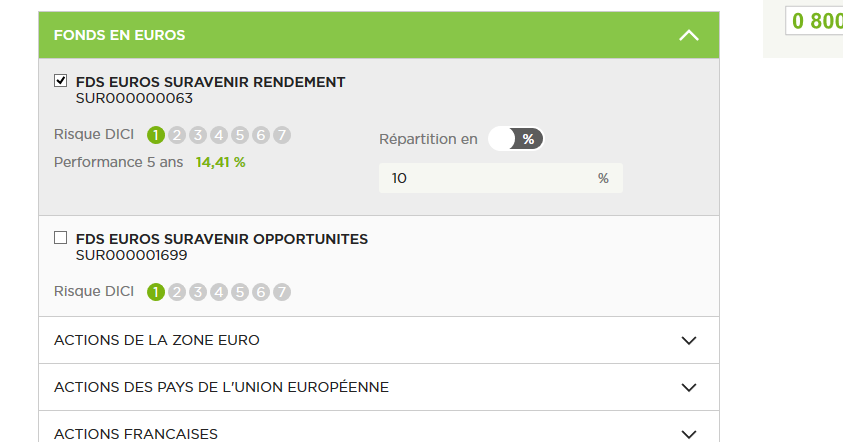 0 800
FONDS EN EUROS
FDS EUROS SURAVENIR RENDEMENT
SUR000000063
Risque DICI 1 2 3 4 5 6 7
Répartition en %
Performance 5 ans 14,41 %
10 %
FDS EUROS SURAVENIR OPPORTUNITES
SUR000001699
Risque DICI 1 2 3 4 5 6 7
ACTIONS DE LA ZONE EURO
ACTIONS DES PAYS DE L'UNION EUROPÉENNE
ACTIONS FRANCAISES